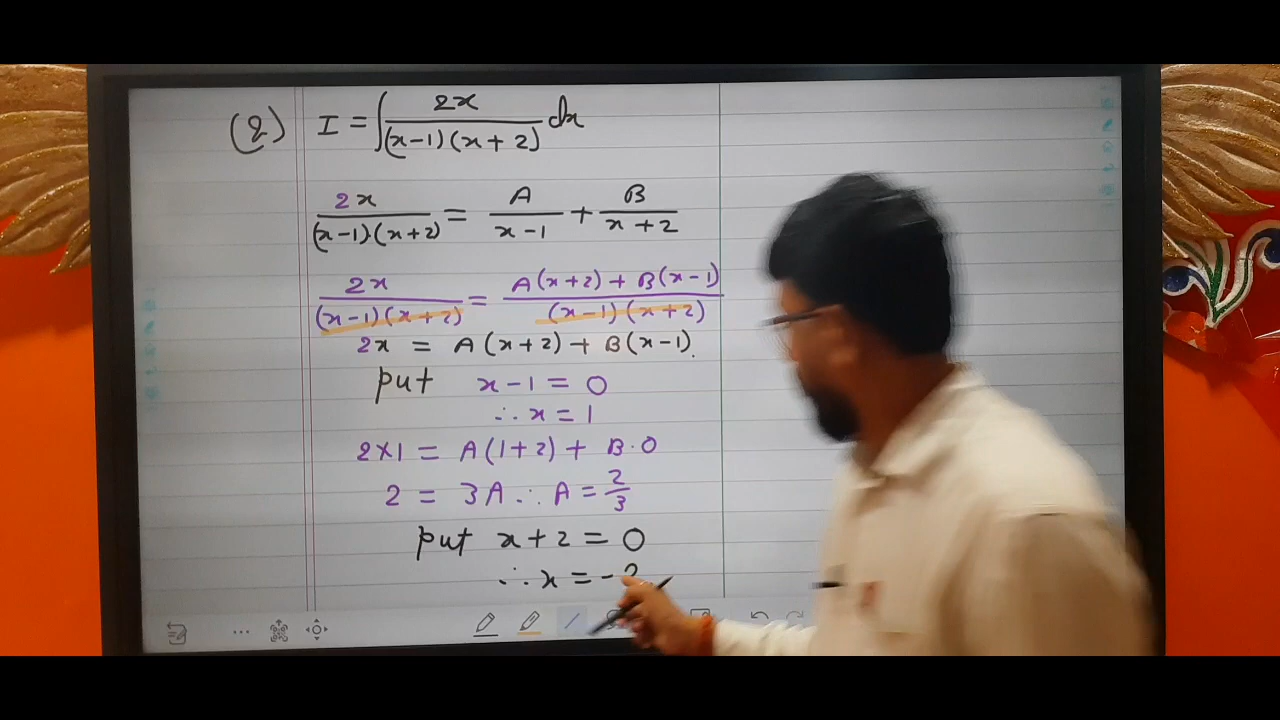 (2) I = ∫ 2x / (x-1)(x+2) dx
2x / (x-1)(x+2) = A / x-1 + B / x+2
2x / (x-1)(x+2) = A(x+2) + B(x-1) / (x-1)(x+2)
2x = A(x+2) + B(x-1).
put x-1 = 0
∴ x = 1
2×1 = A(1+2) + B·0
2 = 3A ∴ A = 2/3
put x+2 = 0
∴ x = -2